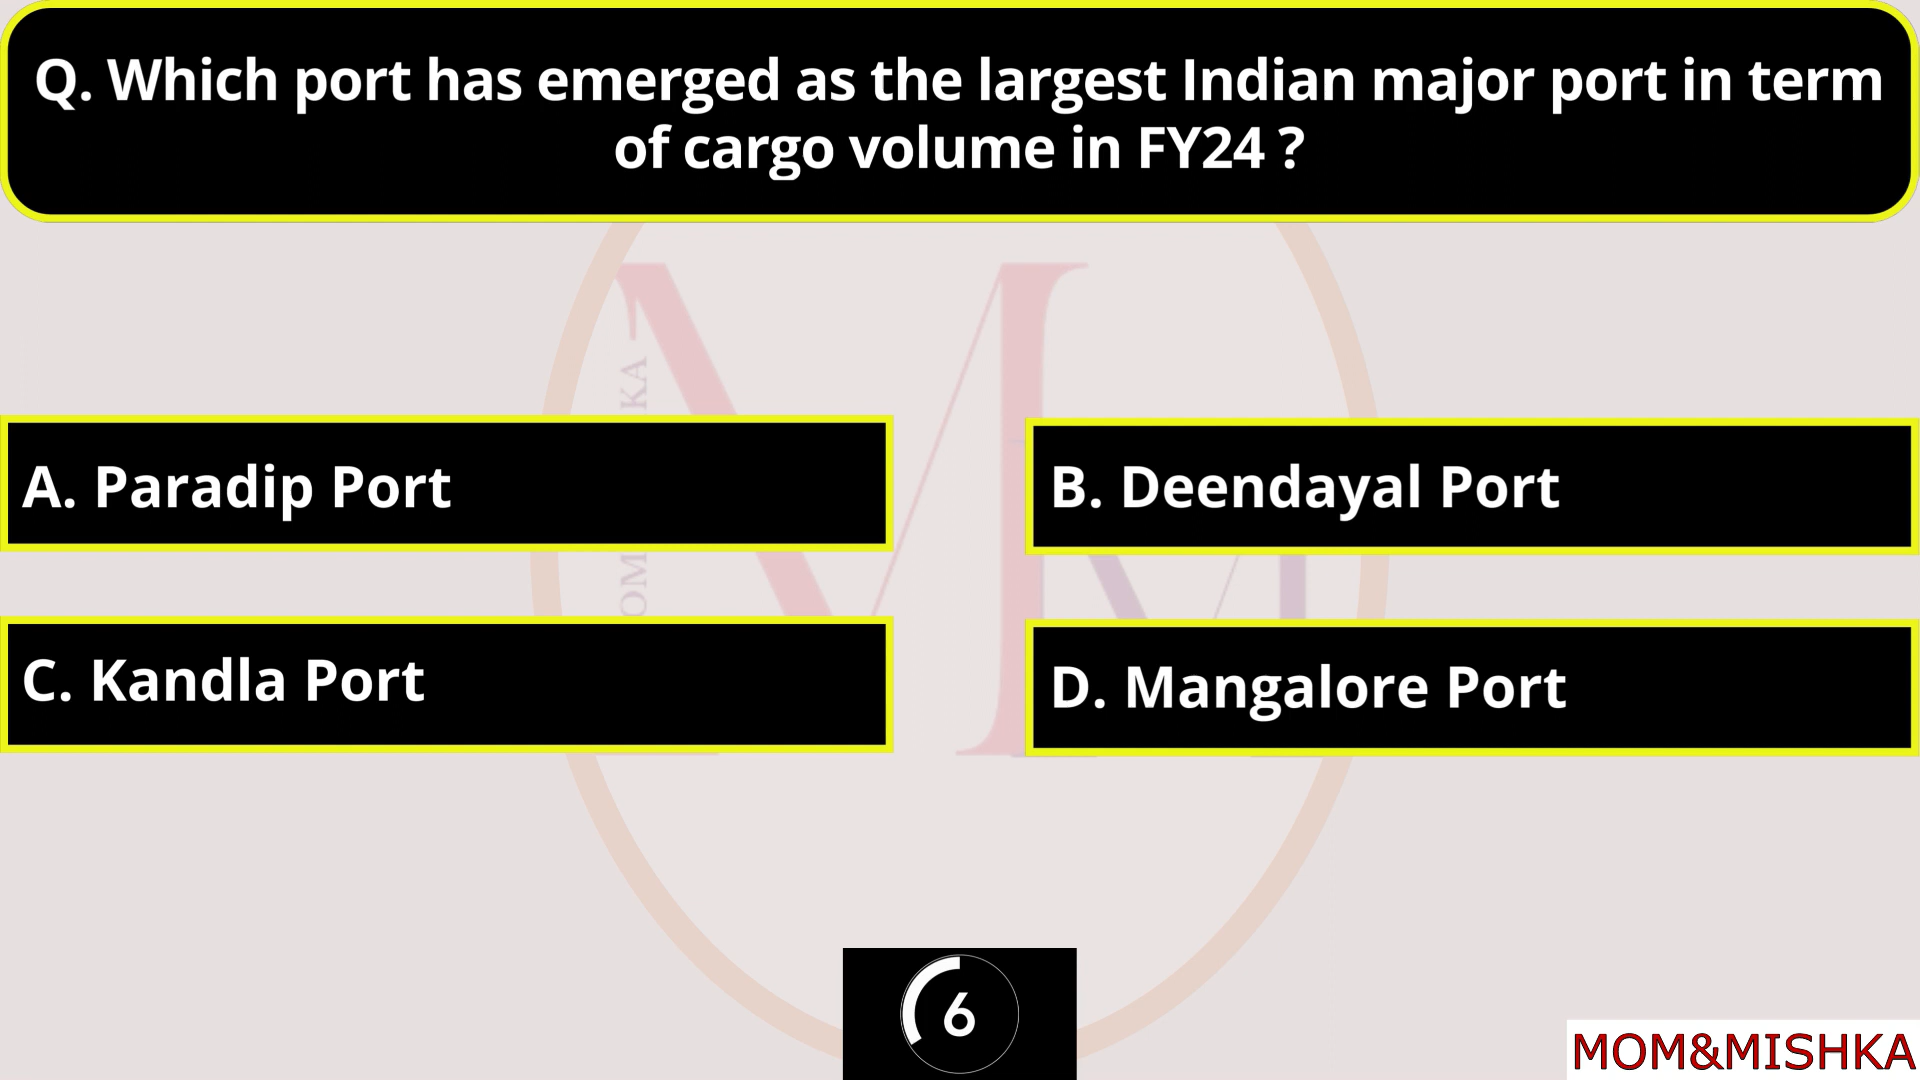 Q. Which port has emerged as the largest Indian major port in term
of cargo volume in FY24 ?
A. Paradip Port
B. Deendayal Port
C. Kandla Port
D. Mangalore Port
6
MOM&MISHKA